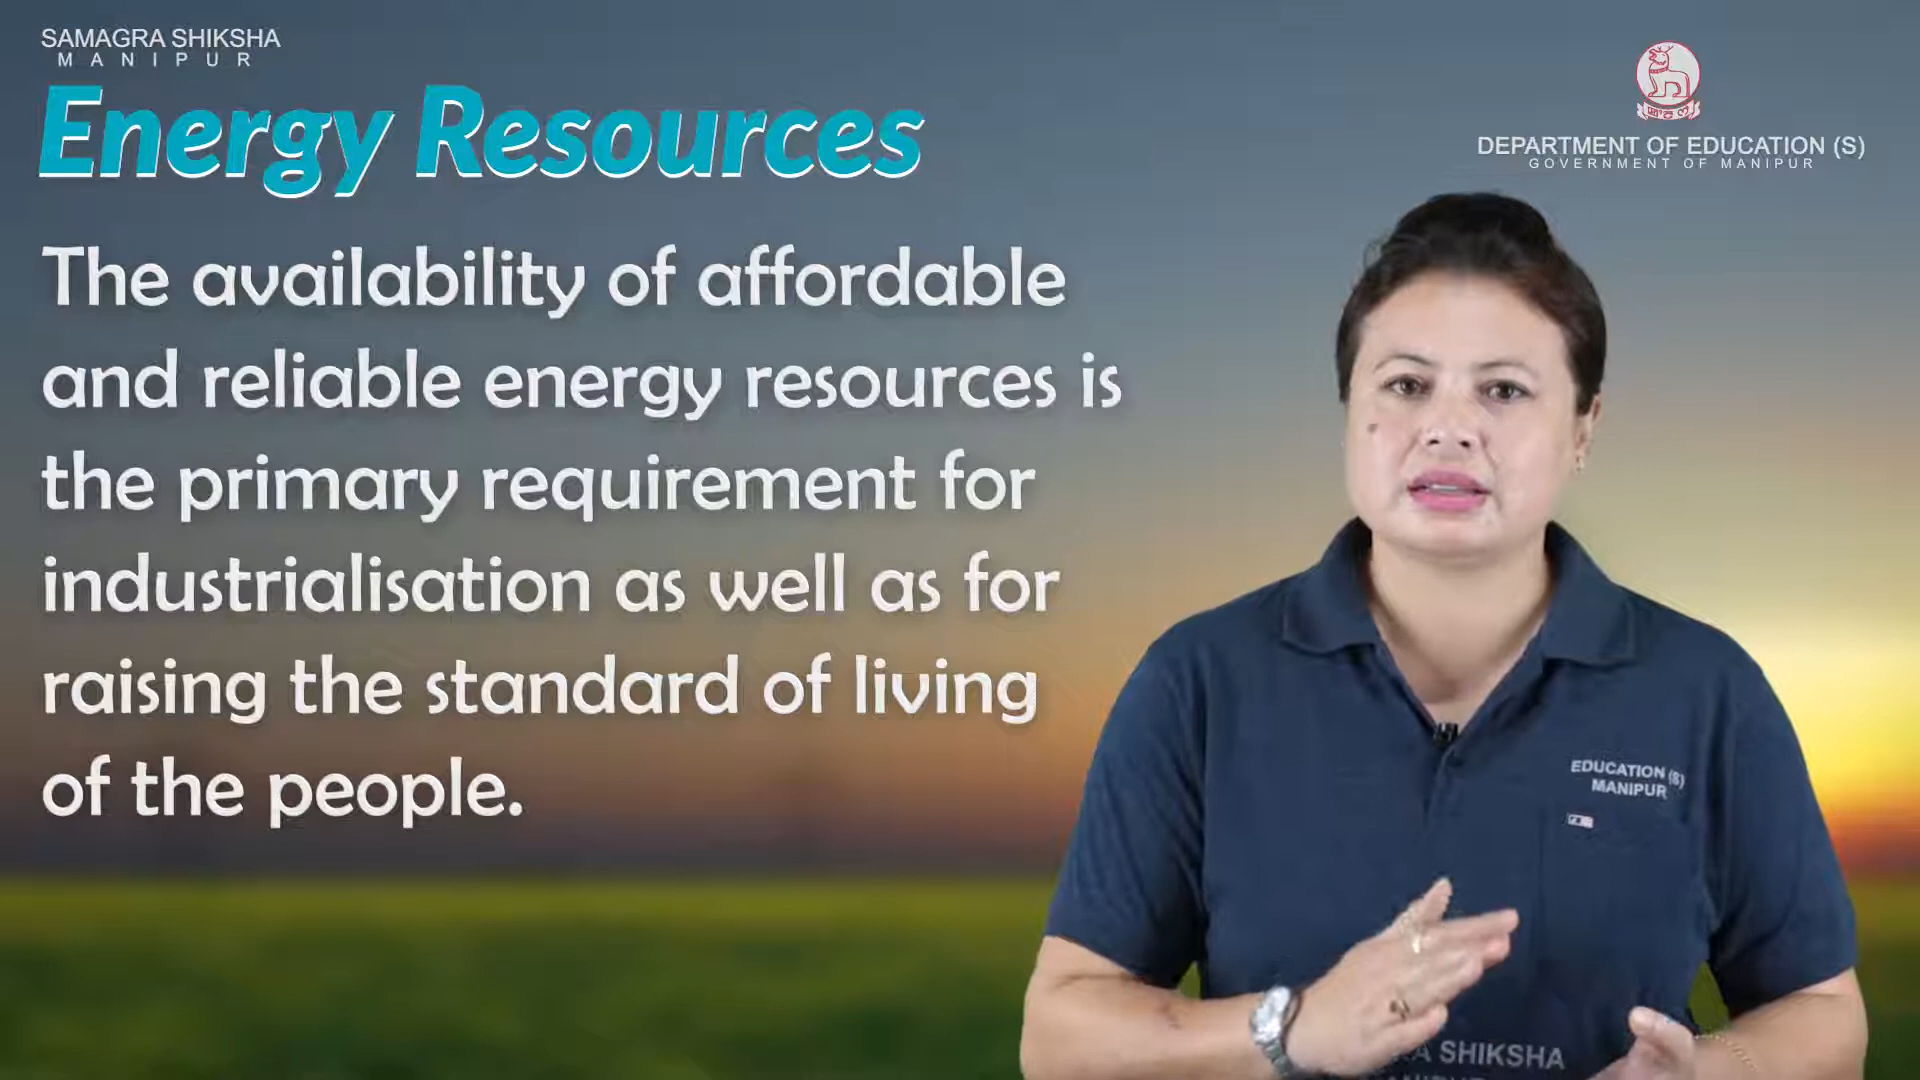 SAMAGRA SHIKSHA
MANIPUR
Energy Resources
DEPARTMENT OF EDUCATION (S)
GOVERNMENT OF MANIPUR
The availability of affordable
and reliable energy resources is
the primary requirement for
industrialisation as well as for
raising the standard of living
of the people.
EDUCATION (S)
MANIPUR
SHIKSHA